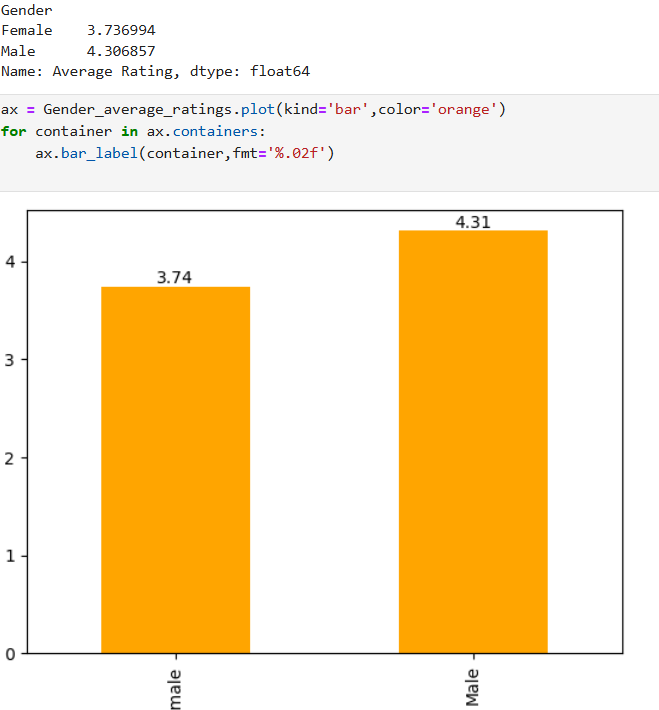 Gender
Female    3.736994
Male      4.306857
Name: Average Rating, dtype: float64
ax = Gender_average_ratings.plot(kind='bar',color='orange')
for container in ax.containers:
    ax.bar_label(container,fmt='%.02f')
4.31
3.74
4
3
2
1
0
male
Male